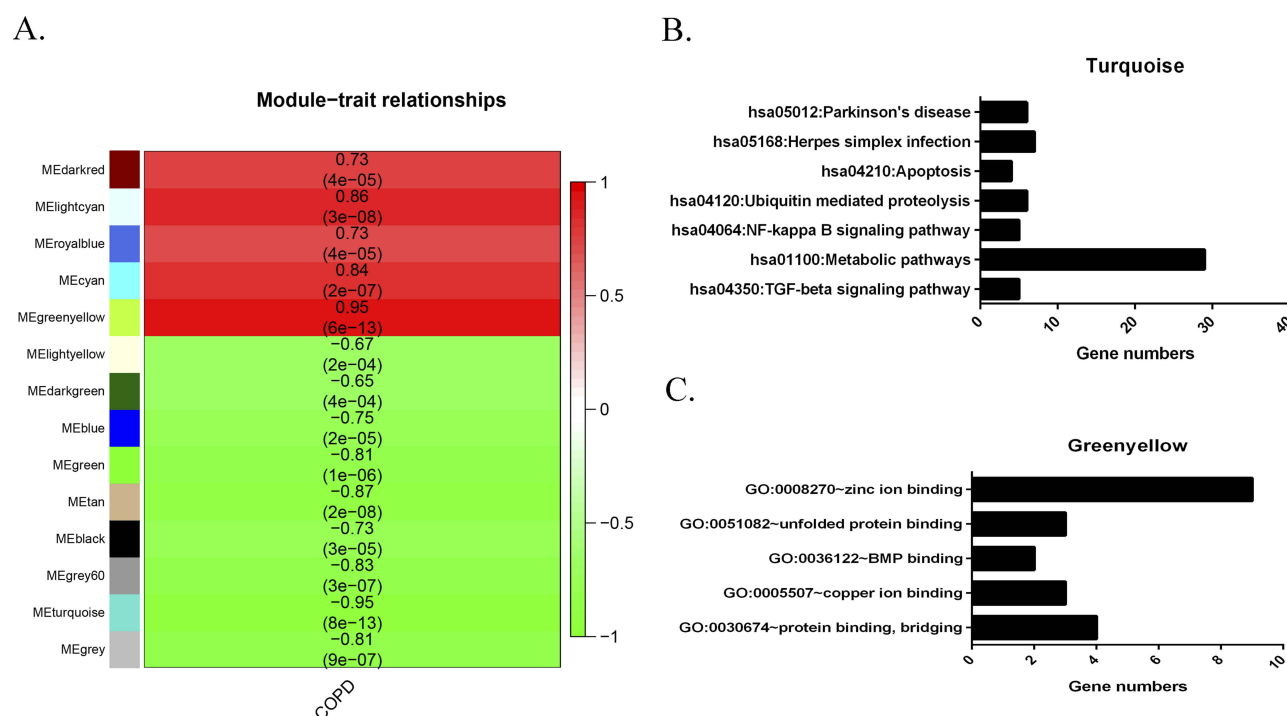 A.
Module−trait relationships
MEdarkred
0.73
(4e−05)
MElightcyan
0.86
(3e−08)
MEroyalblue
0.73
(4e−05)
MEcyan
0.84
(2e−07)
MEgreenyellow
0.95
(6e−13)
MElightyellow
−0.67
(2e−04)
MEdarkgreen
−0.65
(4e−04)
MEblue
−0.75
(2e−05)
MEgreen
−0.81
(1e−06)
MEtan
−0.87
(2e−08)
MEblack
−0.73
(3e−05)
MEgrey60
−0.83
(3e−07)
MEturquoise
−0.95
(8e−13)
MEgrey
−0.81
(9e−07)
COPD
1
0.5
0
−0.5
−1
B.
Turquoise
hsa05012:Parkinson's disease
hsa05168:Herpes simplex infection
hsa04210:Apoptosis
hsa04120:Ubiquitin mediated proteolysis
hsa04064:NF-kappa B signaling pathway
hsa01100:Metabolic pathways
hsa04350:TGF-beta signaling pathway
0 10 20 30 40
Gene numbers
C.
Greenyellow
GO:0008270~zinc ion binding
GO:0051082~unfolded protein binding
GO:0036122~BMP binding
GO:0005507~copper ion binding
GO:0030674~protein binding, bridging
0 2 4 6 8 10
Gene numbers